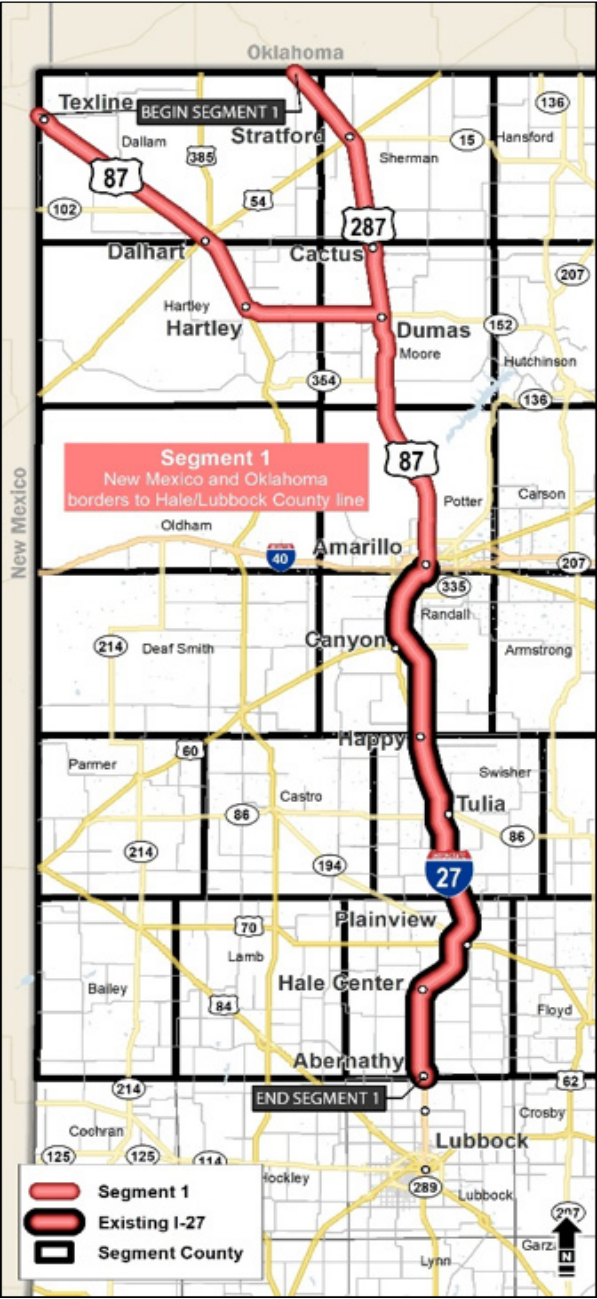 Oklahoma
Texline
BEGIN SEGMENT 1
136
Dallam
Stratford
15
Hansford
385
Sherman
87
54
102
287
Dalhart
Cactus
207
Hartley
Hartley
Dumas
152
Moore
Hutchinson
354
136
Segment 1
New Mexico and Oklahoma
borders to Hale/Lubbock County line
87
New Mexico
Potter
Carson
Oldham
Amarillo
40
207
335
Randall
Canyon
214
Deaf Smith
Armstrong
Happy
60
Parmer
Swisher
Castro
Tulia
86
86
214
194
27
Plainview
70
Lamb
Hale Center
Bailey
84
Floyd
Abernathy
62
214
END SEGMENT 1
Crosby
Cochran
Lubbock
125
125
114
Hockley
289
Lubbock
207
Segment 1
Existing I-27
Segment County
Lynn
Garza
N